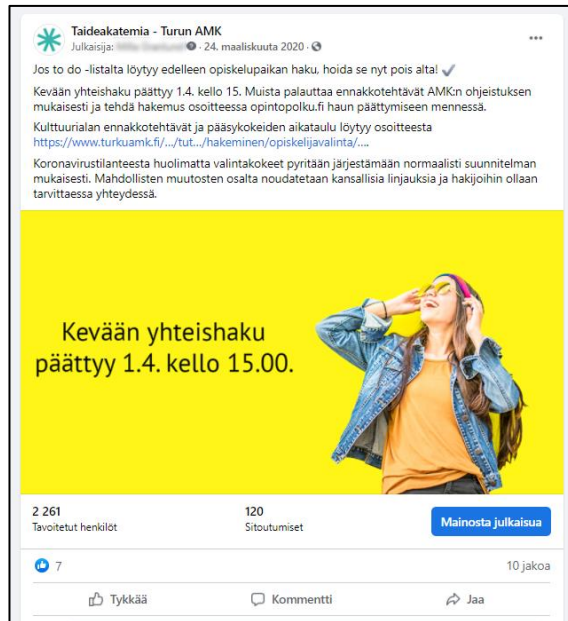 Taideakatemia - Turun AMK
Julkaisija: · 24. maaliskuuta 2020 ·
Jos to do -listalta löytyy edelleen opiskelupaikan haku, hoida se nyt pois alta! ✓
Kevään yhteishaku päättyy 1.4. kello 15. Muista palauttaa ennakkotehtävät AMK:n ohjeistuksen
mukaisesti ja tehdä hakemus osoitteessa opintopolku.fi haun päättymiseen mennessä.
Kulttuurialan ennakkotehtävät ja pääsykokeiden aikataulu löytyy osoitteesta
https://www.turkuamk.fi/.../tut.../hakeminen/opiskelijavalinta/....
Koronavirustilanteesta huolimatta valintakokeet pyritään järjestämään normaalisti suunnitelman
mukaisesti. Mahdollisten muutosten osalta noudatetaan kansallisia linjauksia ja hakijoihin ollaan
tarvittaessa yhteydessä.
Kevään yhteishaku
päättyy 1.4. kello 15.00.
2 261
Tavoitetut henkilöt
120
Sitoutumiset
Mainosta julkaisua
7
10 jakoa
Tykkää
Kommentti
Jaa